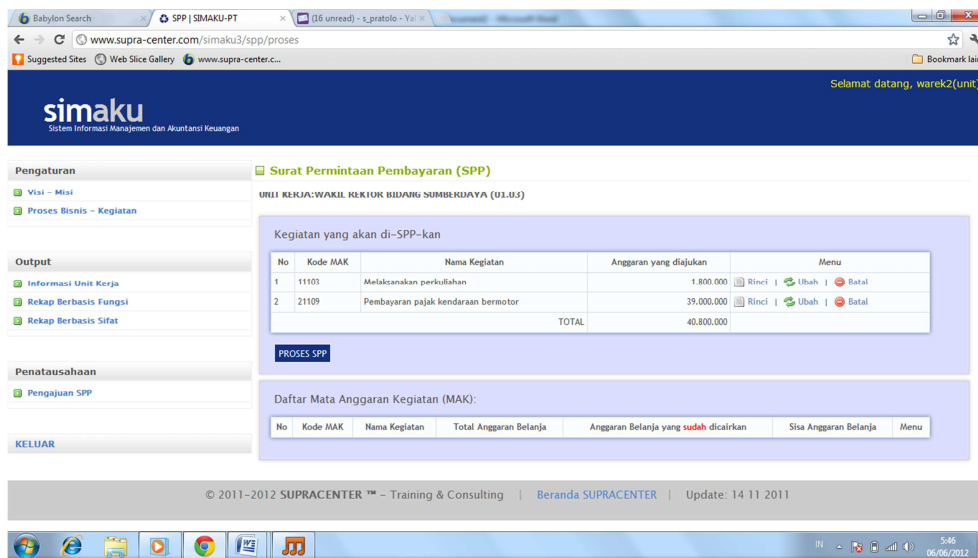 Babylon Search
SPP | SIMAKU-PT
(16 unread) - s_pratolo - Ya
www.supra-center.com/simaku3/spp/proses
Suggested Sites Web Slice Gallery www.supra-center.c... Bookmark lai
Selamat datang, warek2(unit)
simaku
Sistem Informasi Manajemen dan Akuntansi Keuangan
Pengaturan
Visi - Misi
Proses Bisnis - Kegiatan
Output
Informasi Unit Kerja
Rekap Berbasis Fungsi
Rekap Berbasis Sifat
Penatausahaan
Pengajuan SPP
KELUAR
Surat Permintaan Pembayaran (SPP)
UNIT KERJA:WAKIL REKTOR BIDANG SUMBERDAYA (01.03)
Kegiatan yang akan di-SPP-kan
No Kode MAK Nama Kegiatan Anggaran yang diajukan Menu
1 11103 Melaksanakan perkuliahan 1.800.000 Rinci | Ubah | Batal
2 21109 Pembayaran pajak kendaraan bermotor 39.000.000 Rinci | Ubah | Batal
TOTAL 40.800.000
PROSES SPP
Daftar Mata Anggaran Kegiatan (MAK):
No Kode MAK Nama Kegiatan Total Anggaran Belanja Anggaran Belanja yang sudah dicairkan Sisa Anggaran Belanja Menu
© 2011-2012 SUPRACENTER ™ - Training & Consulting | Beranda SUPRACENTER | Update: 14 11 2011
IN 5:46
06/06/2012